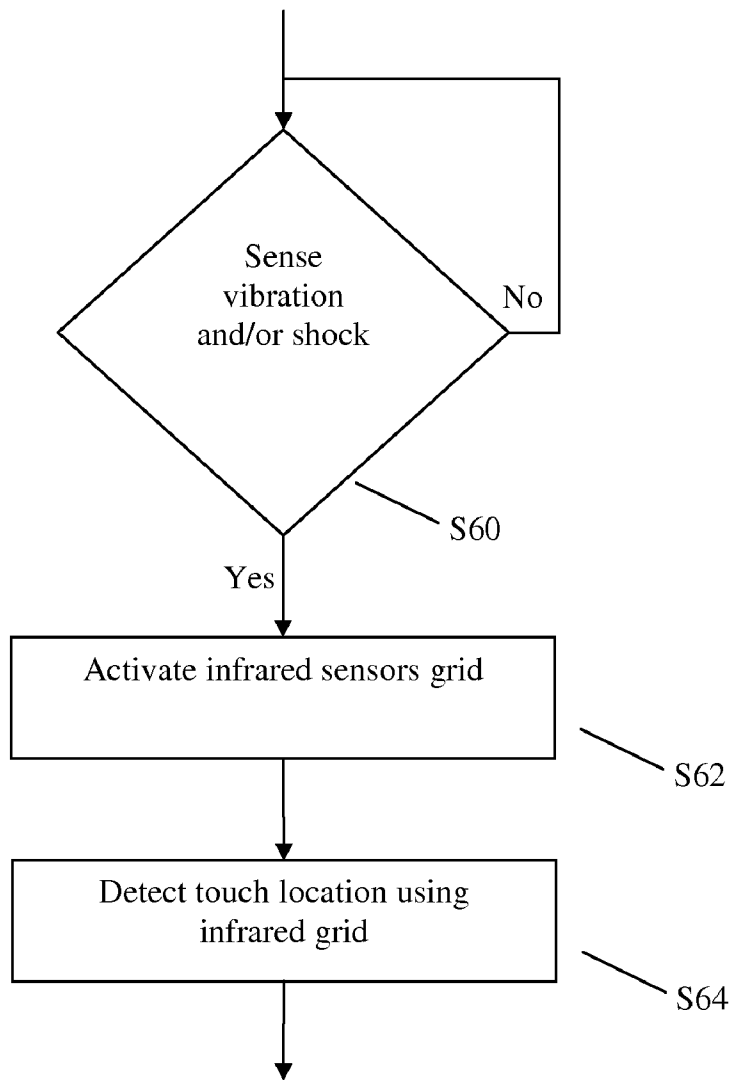 Sense
vibration
and/or shock
No
S60
Yes
Activate infrared sensors grid
S62
Detect touch location using
infrared grid
S64